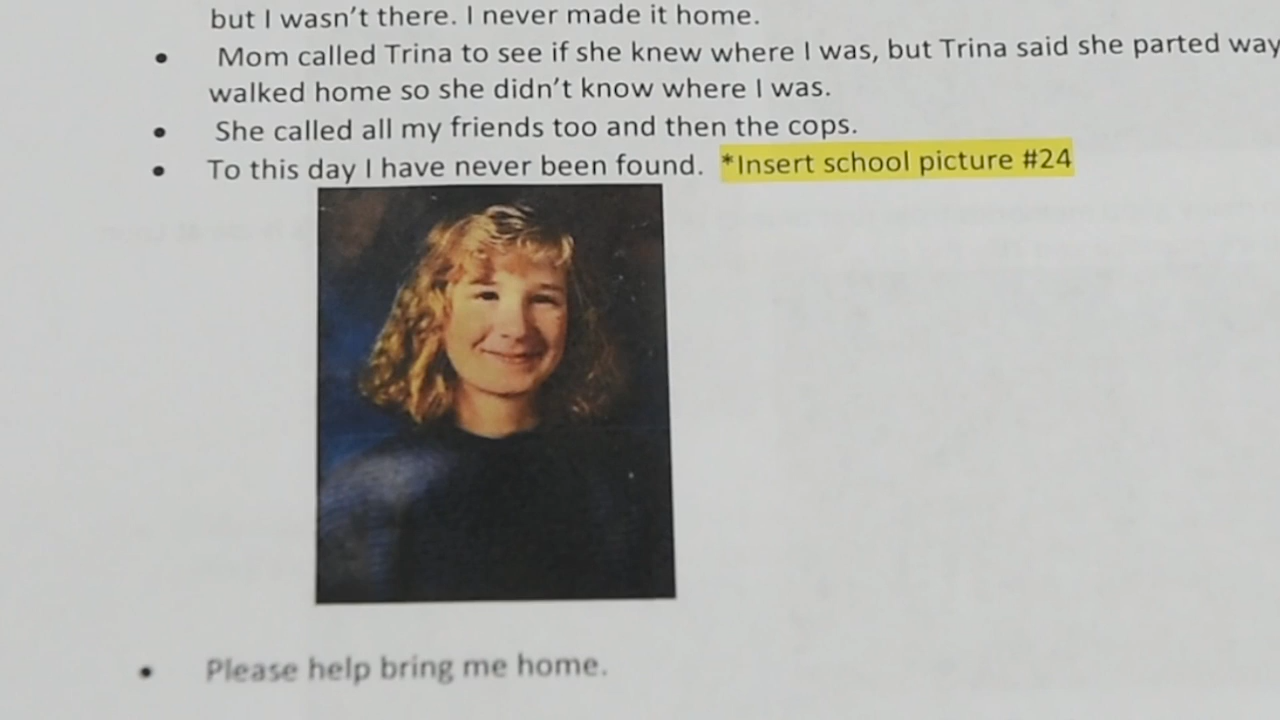 but I wasn't there. I never made it home.
• Mom called Trina to see if she knew where I was, but Trina said she parted way
walked home so she didn't know where I was.
• She called all my friends too and then the cops.
• To this day I have never been found. *Insert school picture #24
• Please help bring me home.